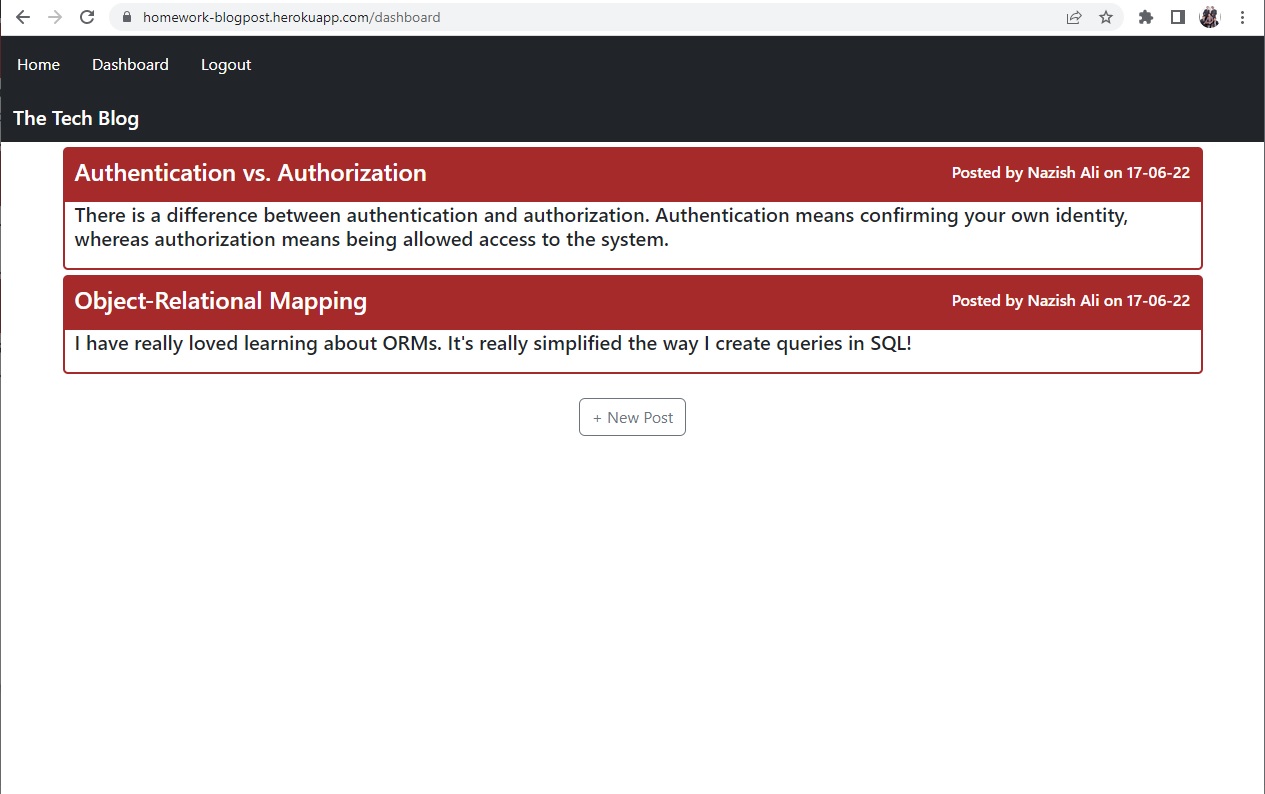 homework-blogpost.herokuapp.com/dashboard
Home Dashboard Logout
The Tech Blog
Authentication vs. Authorization Posted by Nazish Ali on 17-06-22
There is a difference between authentication and authorization. Authentication means confirming your own identity,
whereas authorization means being allowed access to the system.
Object-Relational Mapping Posted by Nazish Ali on 17-06-22
I have really loved learning about ORMs. It's really simplified the way I create queries in SQL!
+ New Post